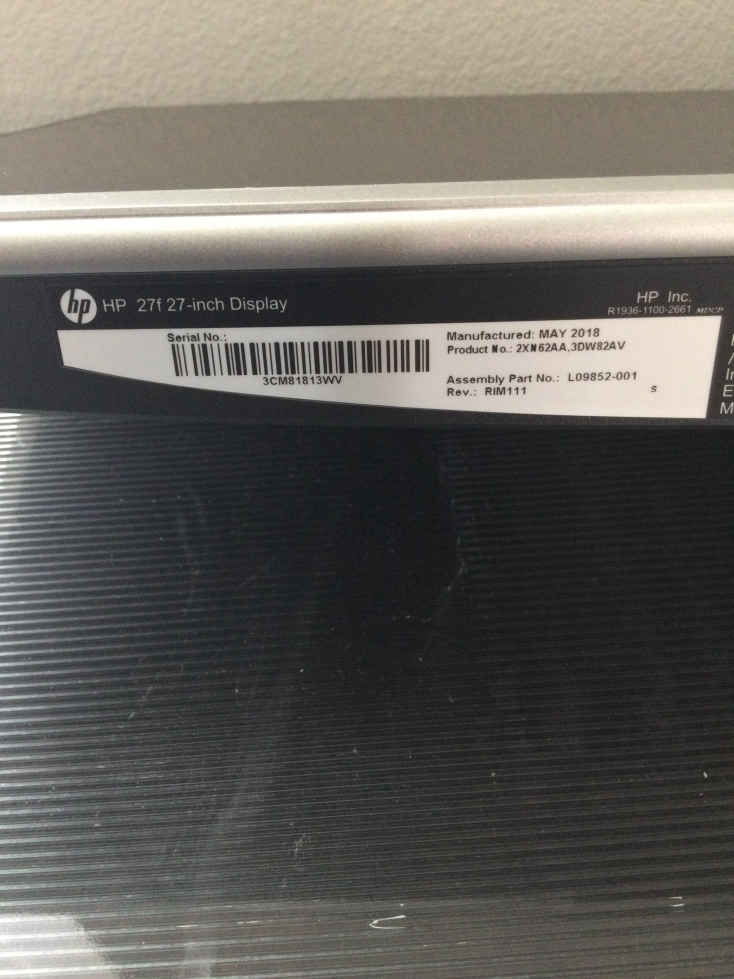 hp HP 27f 27-inch Display
HP Inc.
R1936-1100-2661 MDCP
Serial No.:
3CM81813WV
Manufactured: MAY 2018
Product No.: 2XN62AA,3DW82AV
Assembly Part No.: L09852-001
Rev.: RIM111
s